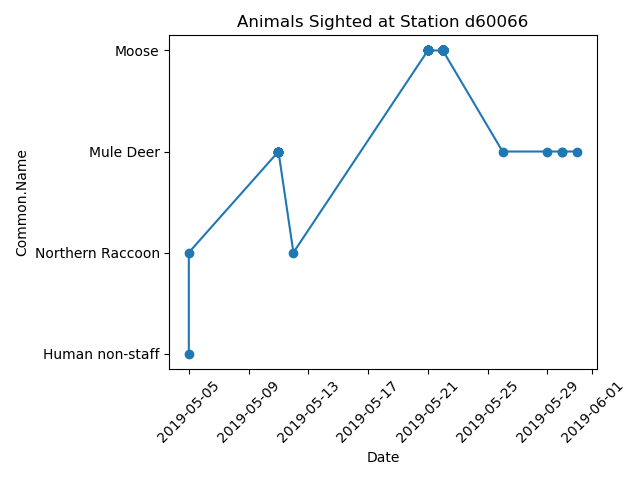 Animals Sighted at Station d60066
Common.Name
Moose
Mule Deer
Northern Raccoon
Human non-staff
2019-05-05
2019-05-09
2019-05-13
2019-05-17
2019-05-21
2019-05-25
2019-05-29
2019-06-01
Date